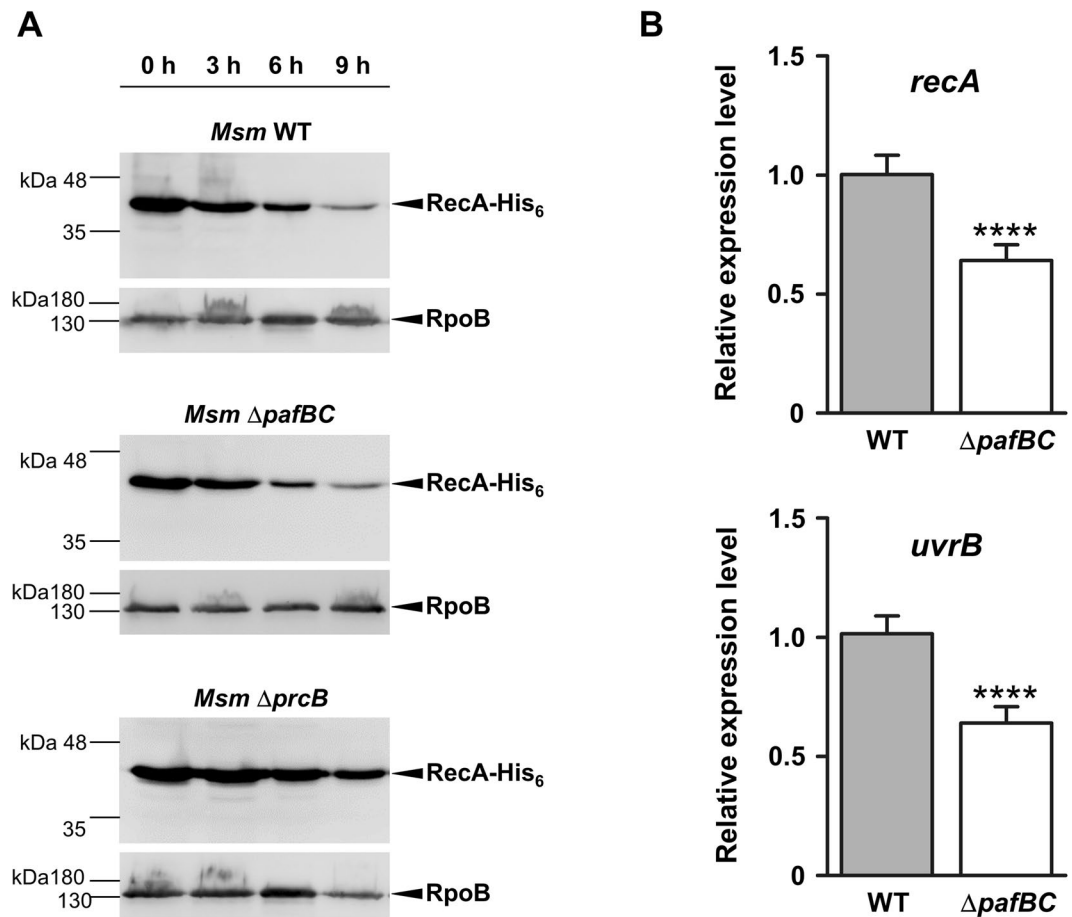 A
0 h 3 h 6 h 9 h
Msm WT
kDa 48
RecA-His6
35
kDa180
130
RpoB
Msm ΔpafBC
kDa 48
RecA-His6
35
kDa180
130
RpoB
Msm ΔprcB
kDa 48
RecA-His6
35
kDa180
130
RpoB
B
Relative expression level
1.5
1.0
0.5
0
recA
****
WT ΔpafBC
Relative expression level
1.5
1.0
0.5
0
uvrB
****
WT ΔpafBC